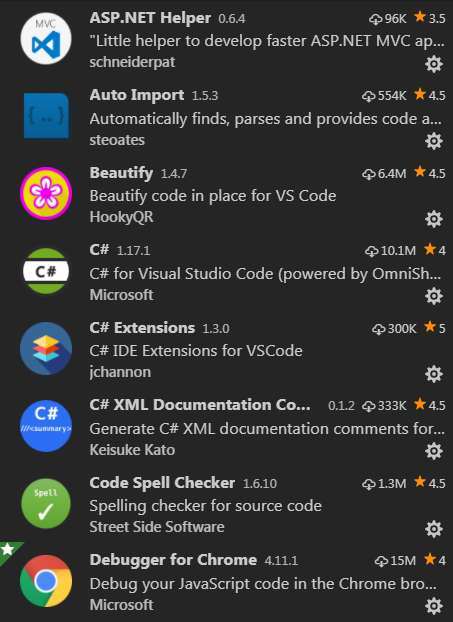 MVC
ASP.NET Helper 0.6.4 96K 3.5
"Little helper to develop faster ASP.NET MVC ap...
schneiderpat
{..}
Auto Import 1.5.3 554K 4.5
Automatically finds, parses and provides code a...
steoates
Beautify 1.4.7 6.4M 4.5
Beautify code in place for VS Code
HookyQR
C#
C# 1.17.1 10.1M 4
C# for Visual Studio Code (powered by OmniSh...
Microsoft
C# Extensions 1.3.0 300K 5
C# IDE Extensions for VSCode
jchannon
C#
///<summary>
C# XML Documentation Co... 0.1.2 333K 4.5
Generate C# XML documentation comments for...
Keisuke Kato
Spell
Code Spell Checker 1.6.10 1.3M 4.5
Spelling checker for source code
Street Side Software
Debugger for Chrome 4.11.1 15M 4
Debug your JavaScript code in the Chrome bro...
Microsoft